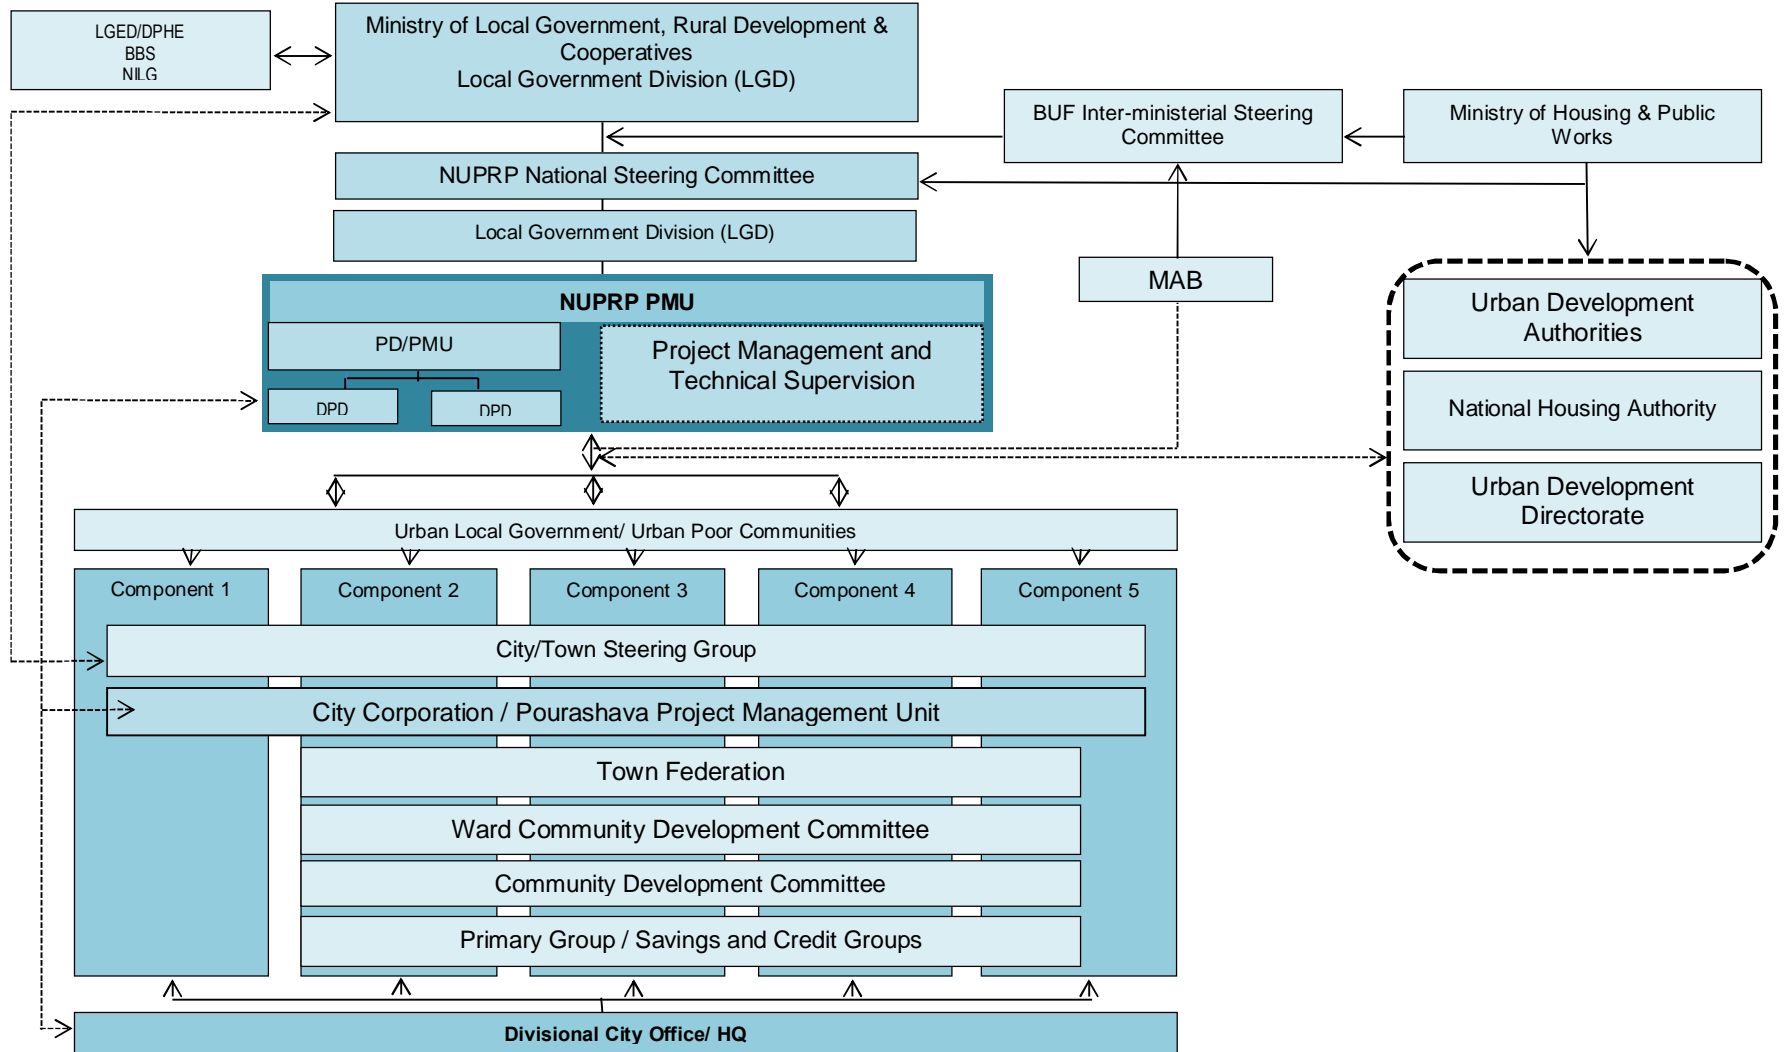 LGED/DPHE
BBS
NILG
Ministry of Local Government, Rural Development &
Cooperatives
Local Government Division (LGD)
BUF Inter-ministerial Steering
Committee
Ministry of Housing & Public
Works
NUPRP National Steering Committee
Local Government Division (LGD)
MAB
NUPRP PMU
PD/PMU
DPD
DPD
Project Management and
Technical Supervision
Urban Development
Authorities
National Housing Authority
Urban Development
Directorate
Urban Local Government/ Urban Poor Communities
Component 1
Component 2
Component 3
Component 4
Component 5
City/Town Steering Group
City Corporation / Pourashava Project Management Unit
Town Federation
Ward Community Development Committee
Community Development Committee
Primary Group / Savings and Credit Groups
Divisional City Office/ HQ